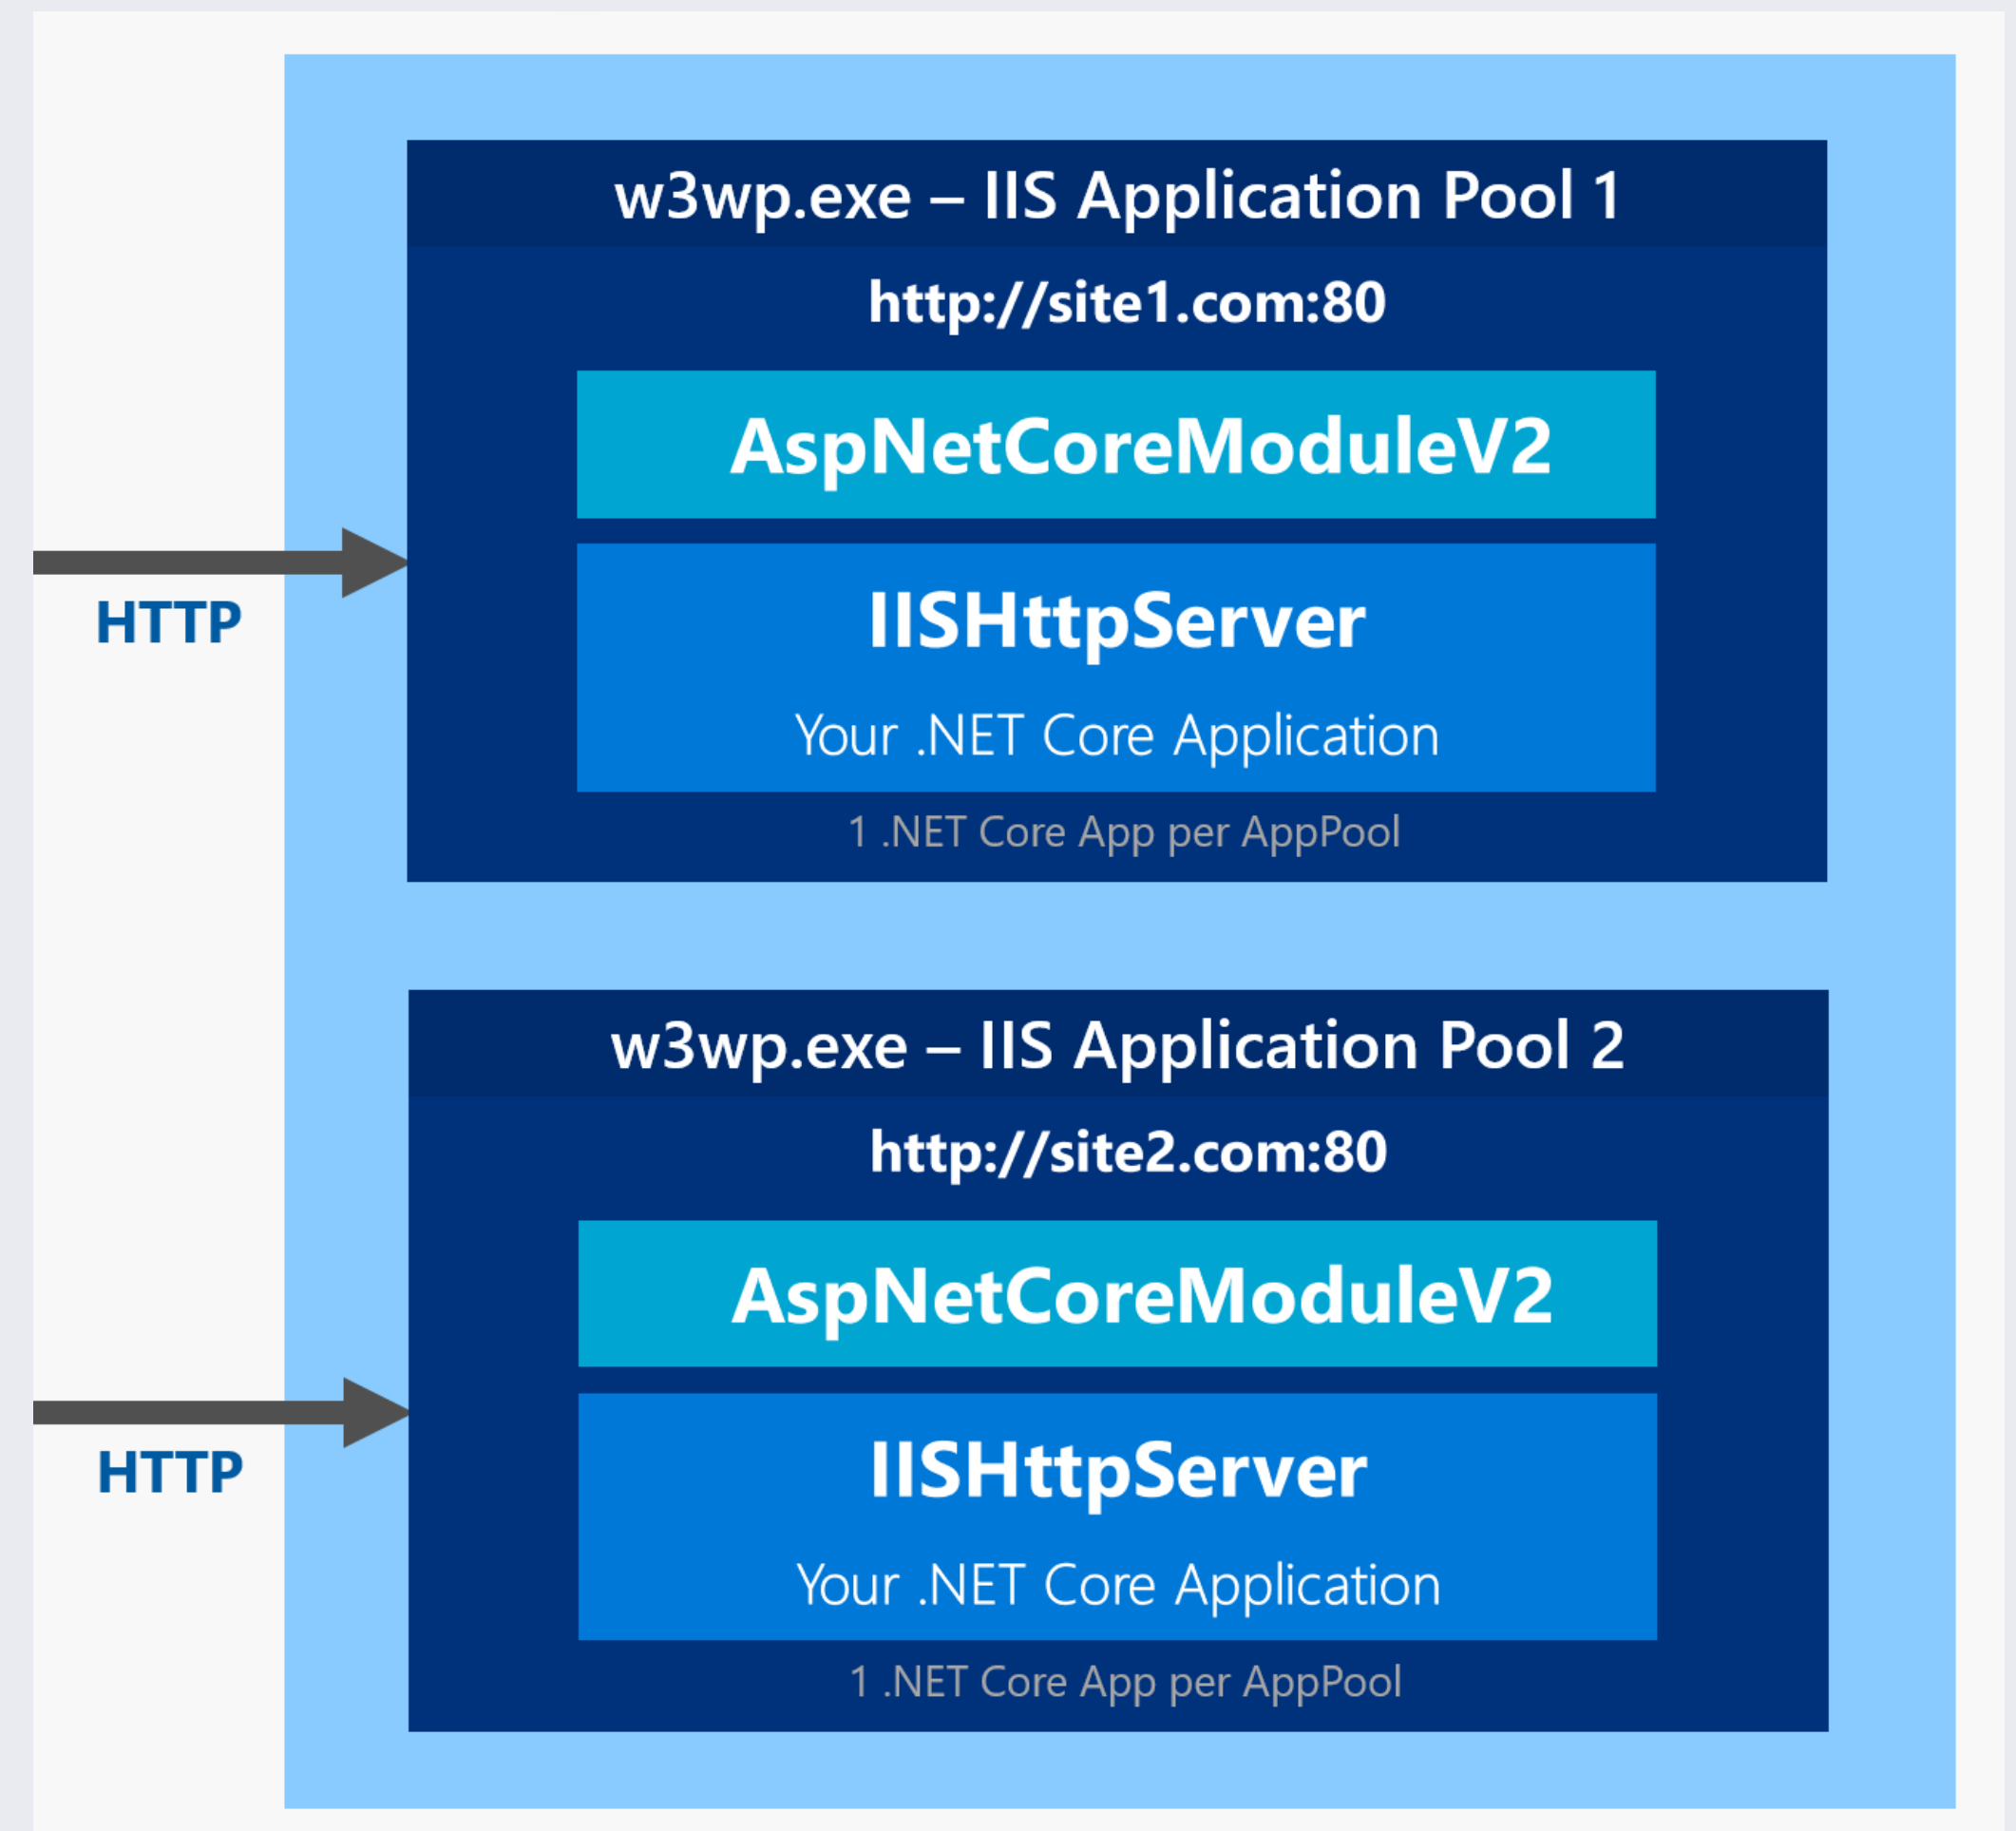 w3wp.exe – IIS Application Pool 1
http://site1.com:80
AspNetCoreModuleV2
HTTP
IISHttpServer
Your .NET Core Application
1 .NET Core App per AppPool
w3wp.exe – IIS Application Pool 2
http://site2.com:80
AspNetCoreModuleV2
HTTP
IISHttpServer
Your .NET Core Application
1 .NET Core App per AppPool